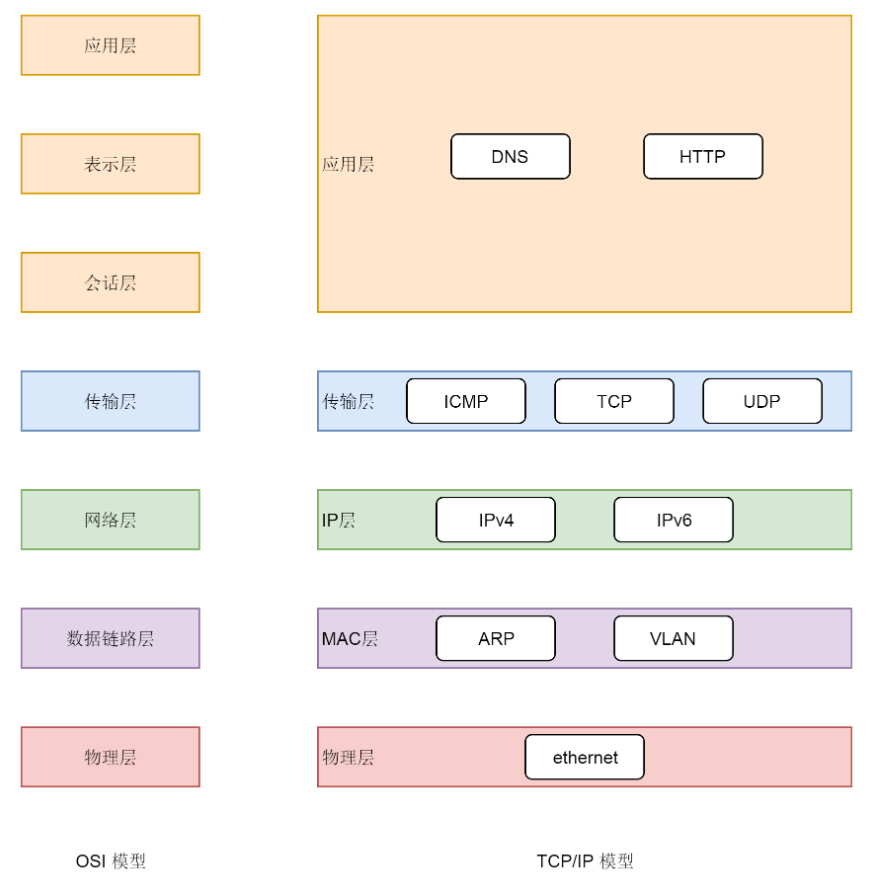 应用层
表示层
应用层
DNS
HTTP
会话层
传输层
传输层
ICMP
TCP
UDP
网络层
IP层
IPv4
IPv6
数据链路层
MAC层
ARP
VLAN
物理层
物理层
ethernet
OSI 模型
TCP/IP 模型